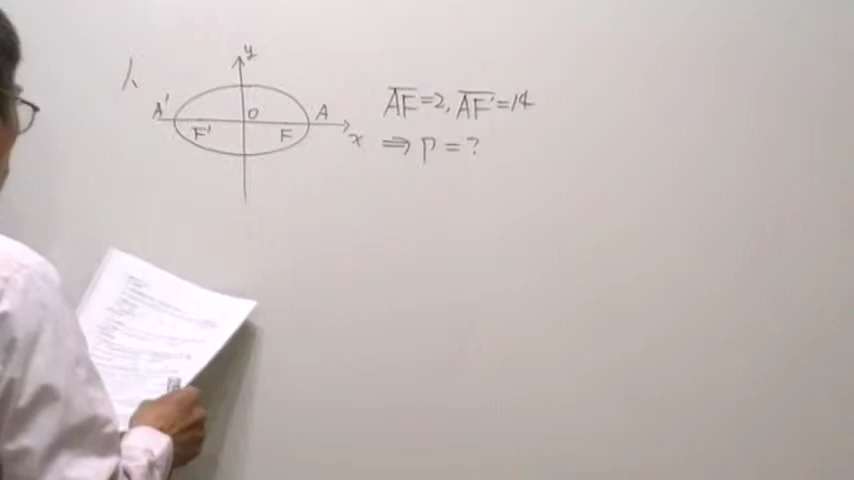 1.
y
A'
O
A
F'
F
x
AF=2, AF'=14
⇒ Γ = ?